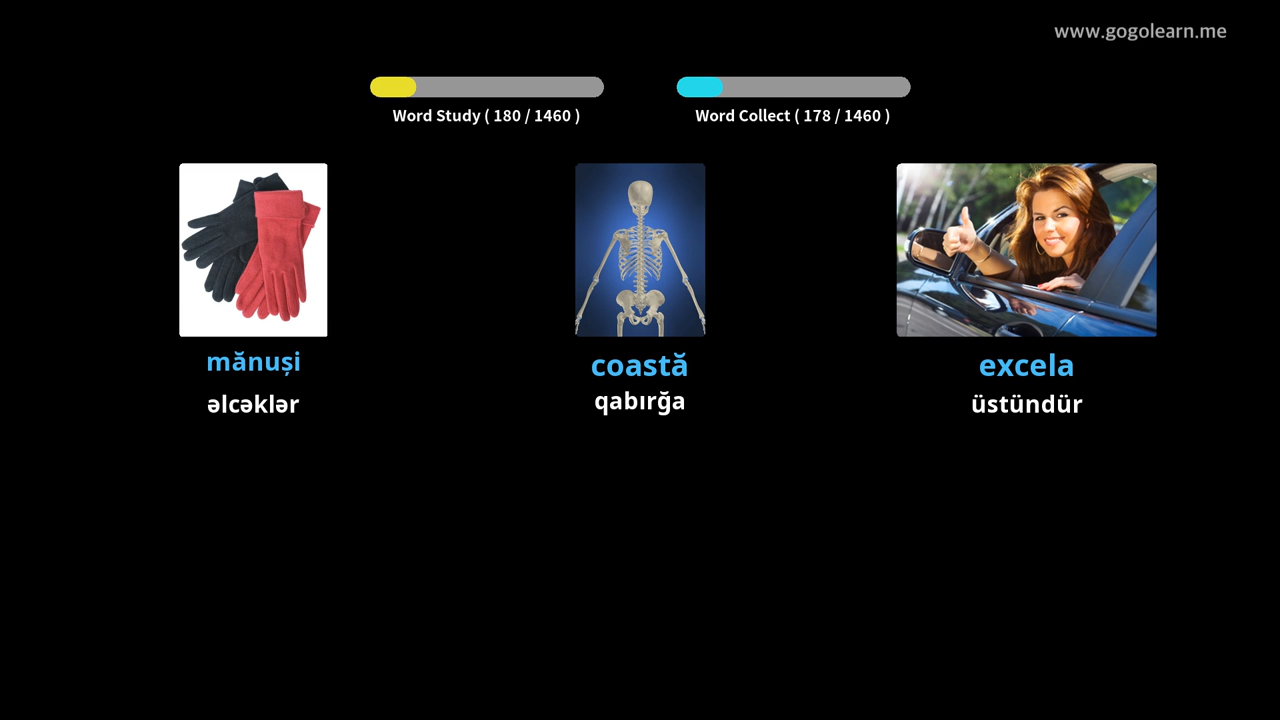 www.gogolearn.me
Word Study ( 180 / 1460 )
Word Collect ( 178 / 1460 )
mănuși
əlcəklər
coastă
qabırğa
excela
üstündür